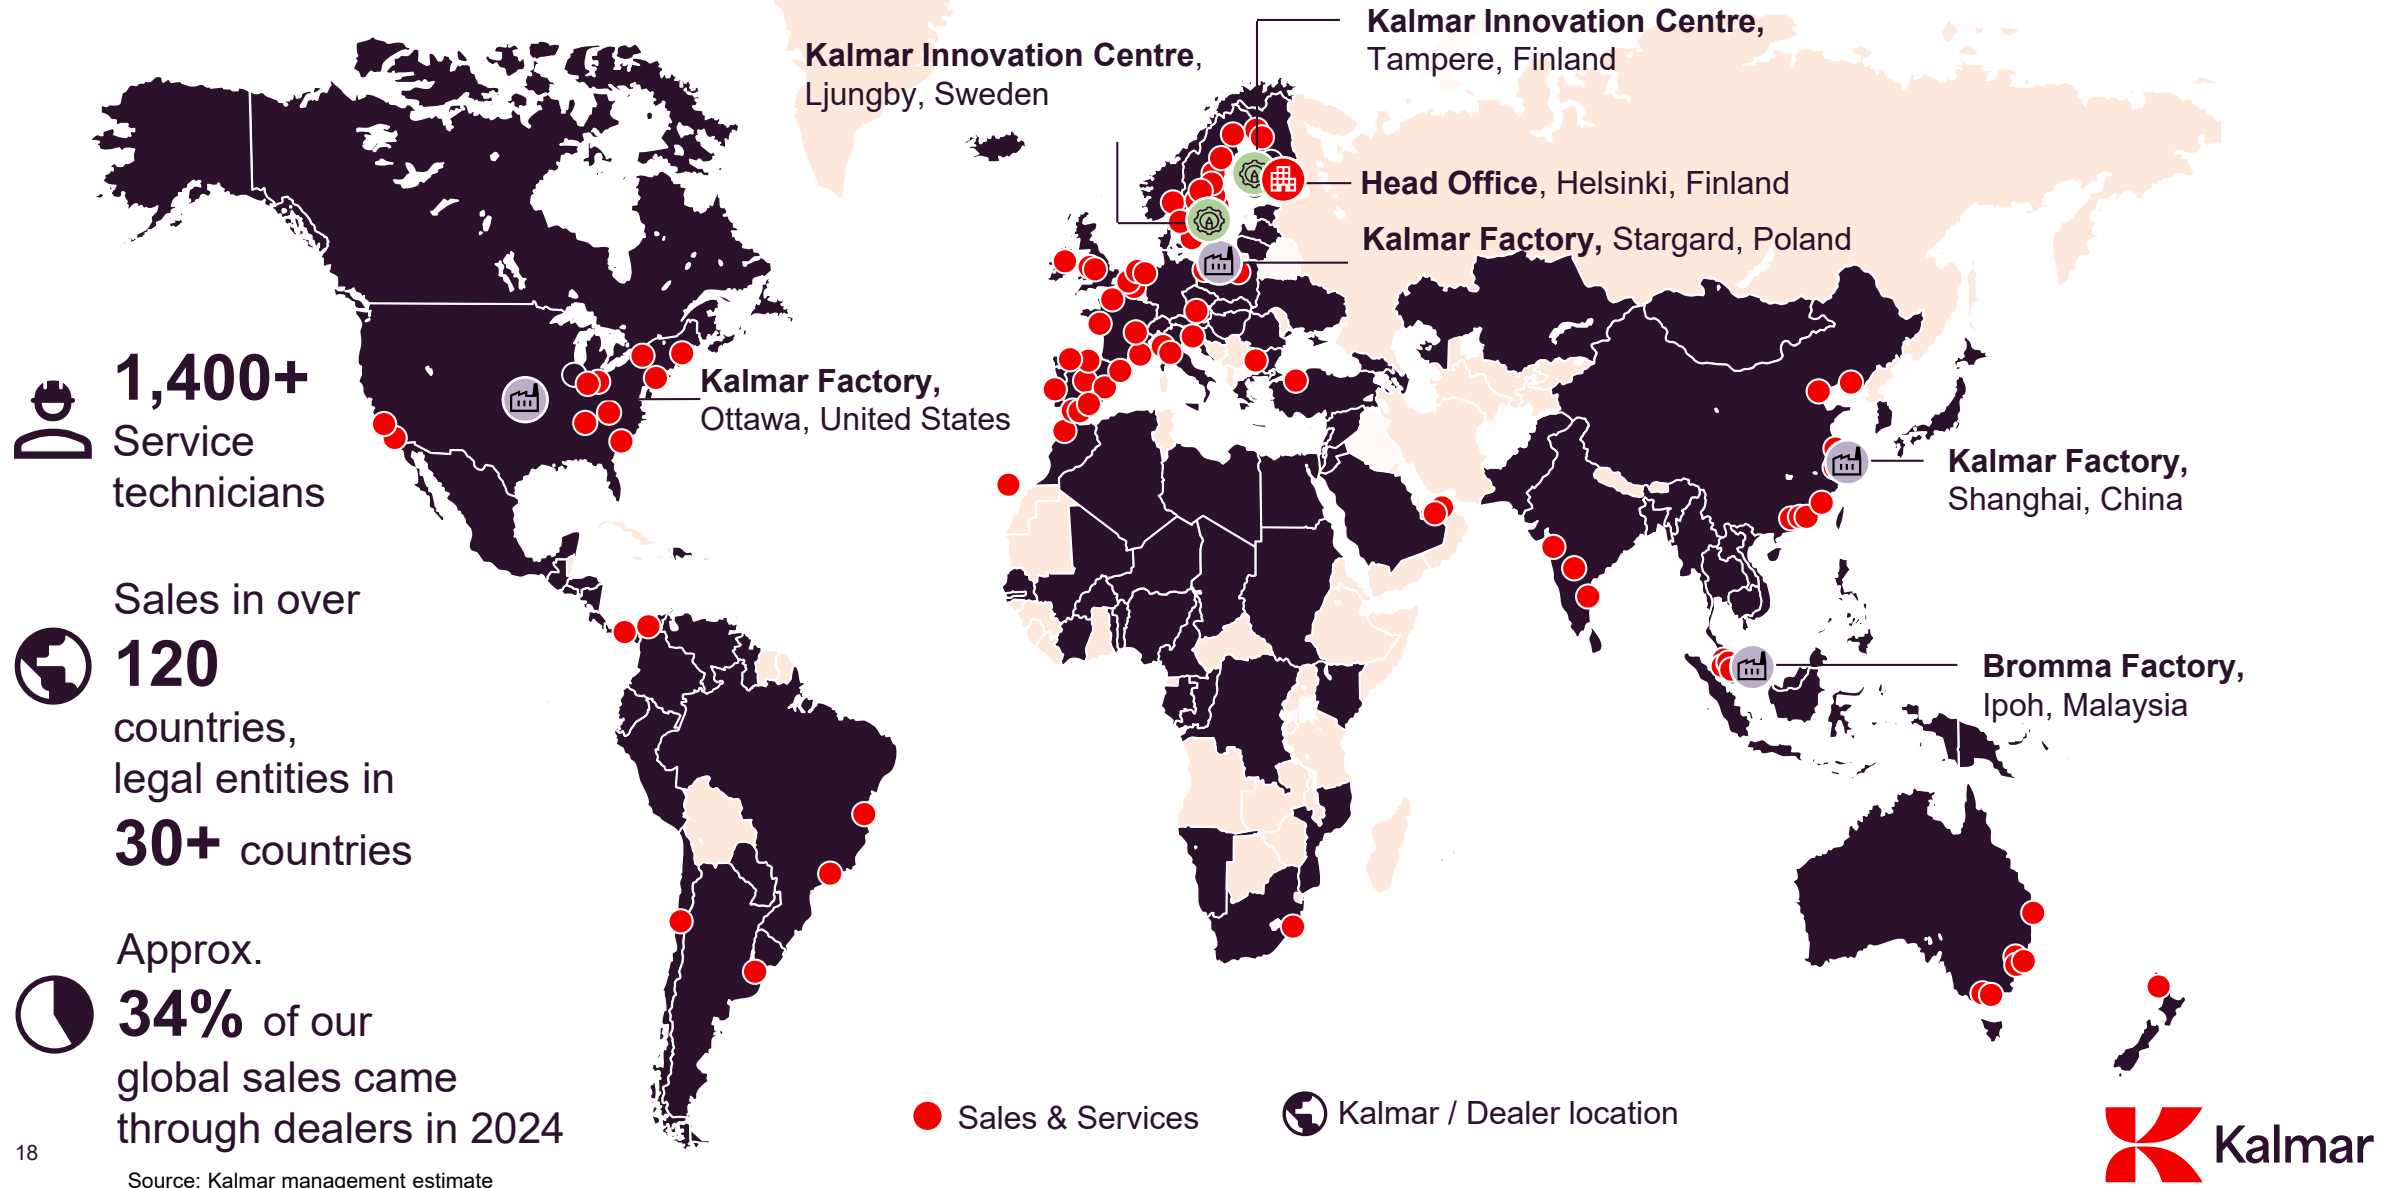 Kalmar Innovation Centre,
Tampere, Finland
Kalmar Innovation Centre,
Ljungby, Sweden
Head Office, Helsinki, Finland
Kalmar Factory, Stargard, Poland
1,400+
Service
technicians
Kalmar Factory,
Ottawa, United States
Kalmar Factory,
Shanghai, China
Sales in over
120
countries,
legal entities in
30+ countries
Bromma Factory,
Ipoh, Malaysia
Approx.
34% of our
global sales came
through dealers in 2024
Sales & Services
Kalmar / Dealer location
18
Source: Kalmar management estimate
Kalmar